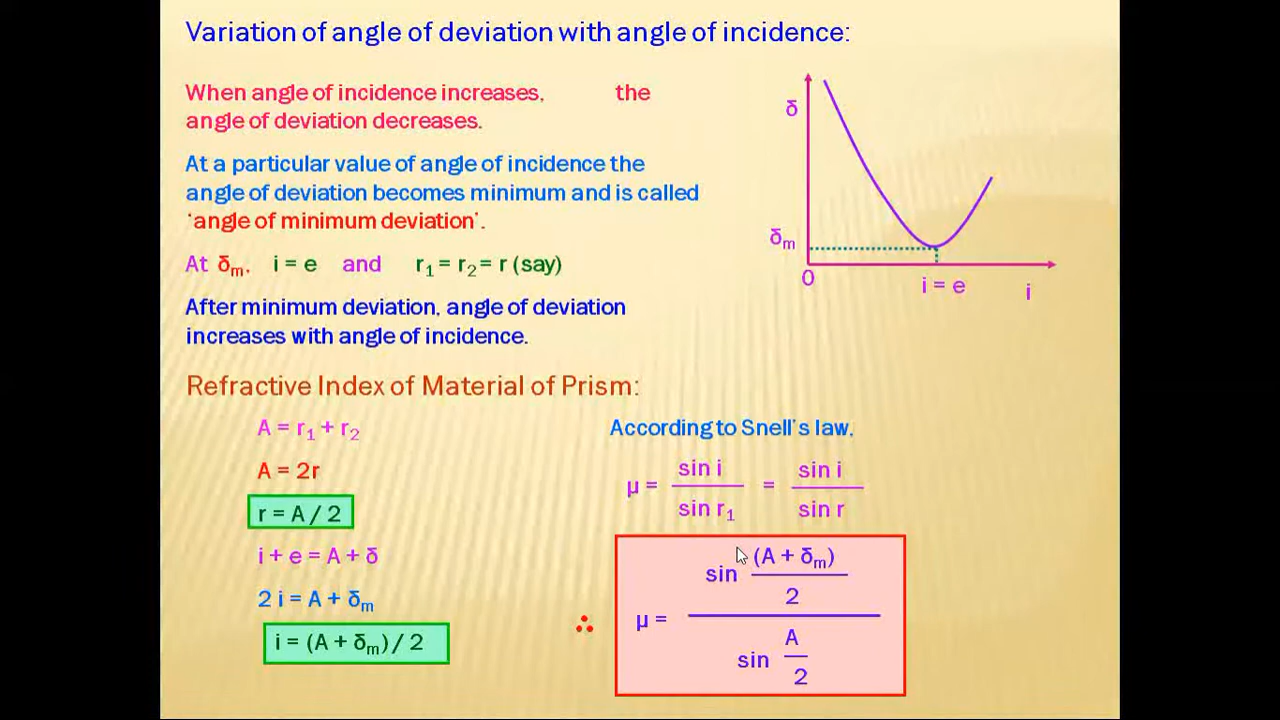 Variation of angle of deviation with angle of incidence:
When angle of incidence increases, the
angle of deviation decreases.
At a particular value of angle of incidence the
angle of deviation becomes minimum and is called
‘angle of minimum deviation’.
At δm, i = e and r1 = r2 = r (say)
After minimum deviation, angle of deviation
increases with angle of incidence.
δ
δm
0
i = e
i
Refractive Index of Material of Prism:
A = r1 + r2
A = 2r
r = A / 2
i + e = A + δ
2 i = A + δm
i = (A + δm) / 2
According to Snell’s law,
μ = sin i / sin r1 = sin i / sin r
∴ μ = sin (A + δm) / 2 / sin A / 2